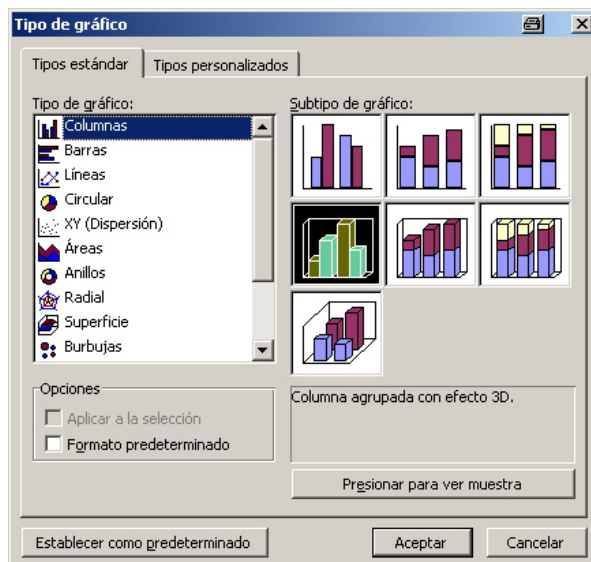 Tipo de gráfico
Tipos estándar
Tipos personalizados
Tipo de gráfico:
Columnas
Barras
Líneas
Circular
XY (Dispersión)
Áreas
Anillos
Radial
Superficie
Burbujas
Subtipo de gráfico:
Opciones
Aplicar a la selección
Formato predeterminado
Columna agrupada con efecto 3D.
Presionar para ver muestra
Establecer como predeterminado
Aceptar
Cancelar